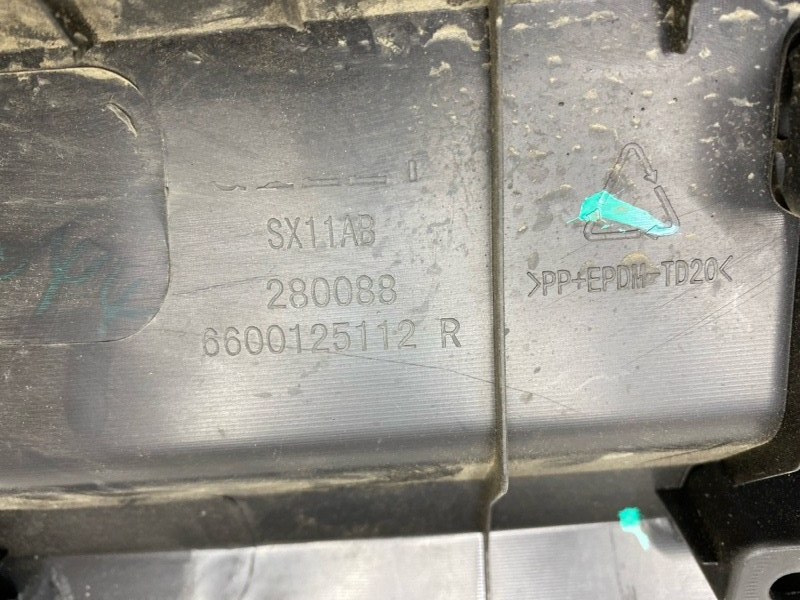 SX11AB
280088
6600125112 R
>PP+EPDM-TD20<